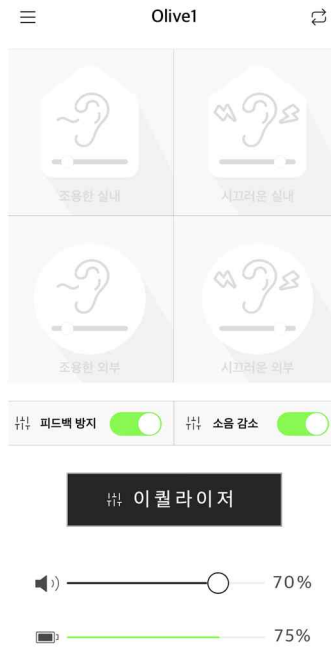 Olive1
조용한 실내
시끄러운 실내
조용한 외부
시끄러운 외부
피드백 방지
소음 감소
이퀄라이저
70%
75%